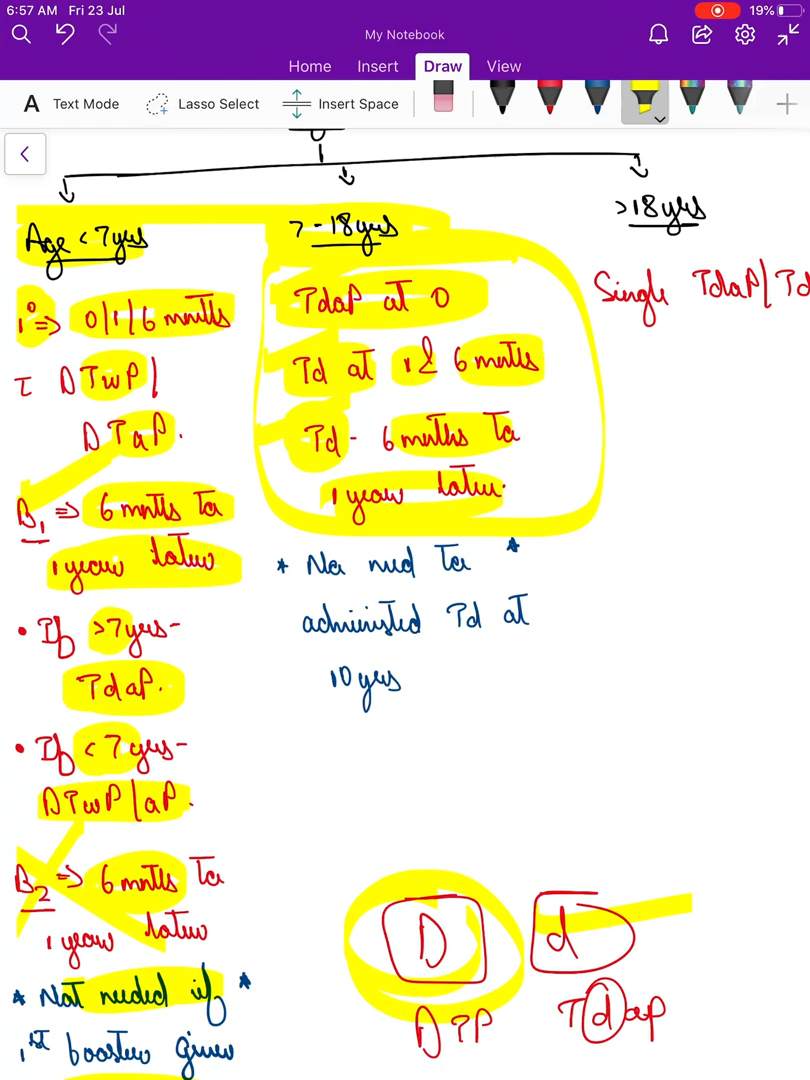 6:57 AM Fri 23 Jul
19%
My Notebook
Home Insert Draw View
A Text Mode Lasso Select Insert Space
Age < 7yrs
7 - 18yrs
>18yrs
1° => 0/1/6 months
c̄ DTwP/
DTaP.
B1 => 6 months to
1 year later
• If >7yrs -
Tdap.
• If < 7yrs -
DTwP/aP.
B2 => 6 months to
1 year later
* Not needed if *
1st booster given
Tdap at 0
Td at 1 & 6 months
Td - 6 months to
1 year later.
* No need to *
administed Td at
10 yrs
Single Tdap/Td
D d
DTP Tdap